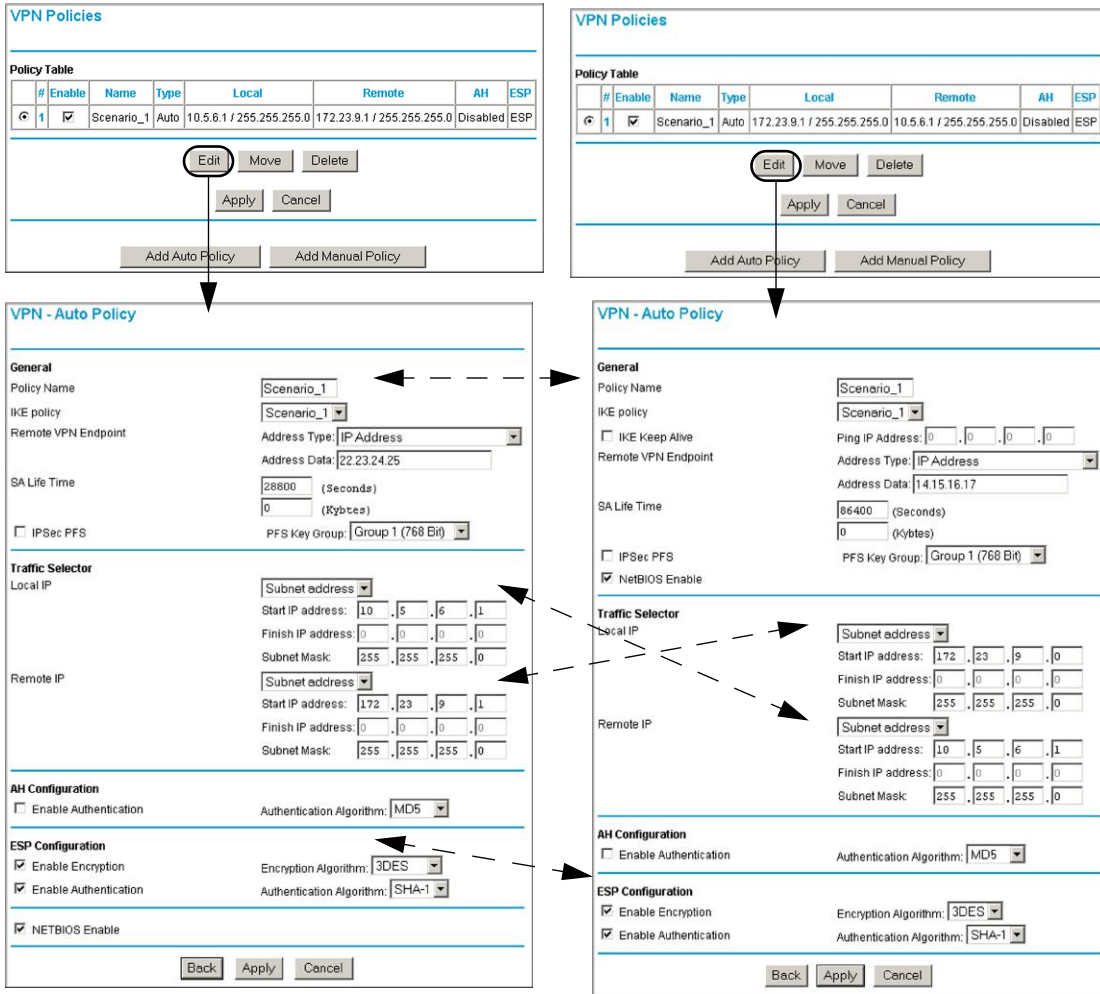 VPN Policies
Policy Table
# Enable Name Type Local Remote AH ESP
1 Scenario_1 Auto 10.5.6.1 / 255.255.255.0 172.23.9.1 / 255.255.255.0 Disabled ESP
Edit Move Delete
Apply Cancel
Add Auto Policy Add Manual Policy
VPN Policies
Policy Table
# Enable Name Type Local Remote AH ESP
1 Scenario_1 Auto 172.23.9.1 / 255.255.255.0 10.5.6.1 / 255.255.255.0 Disabled ESP
Edit Move Delete
Apply Cancel
Add Auto Policy Add Manual Policy
VPN - Auto Policy
General
Policy Name Scenario_1
IKE policy Scenario_1
Remote VPN Endpoint Address Type: IP Address
Address Data: 22.23.24.25
SA Life Time 28800 (Seconds)
0 (Kybtes)
IPSec PFS PFS Key Group: Group 1 (768 Bit)
Traffic Selector
Local IP Subnet address
Start IP address: 10 . 5 . 6 . 1
Finish IP address: 0 . 0 . 0 . 0
Subnet Mask: 255 . 255 . 255 . 0
Remote IP Subnet address
Start IP address: 172 . 23 . 9 . 1
Finish IP address: 0 . 0 . 0 . 0
Subnet Mask: 255 . 255 . 255 . 0
AH Configuration
Enable Authentication Authentication Algorithm: MD5
ESP Configuration
Enable Encryption Encryption Algorithm: 3DES
Enable Authentication Authentication Algorithm: SHA-1
NETBIOS Enable
Back Apply Cancel
VPN - Auto Policy
General
Policy Name Scenario_1
IKE policy Scenario_1
IKE Keep Alive Ping IP Address: 0 . 0 . 0 . 0
Remote VPN Endpoint Address Type: IP Address
Address Data: 14.15.16.17
SA Life Time 86400 (Seconds)
0 (Kybtes)
IPSec PFS PFS Key Group: Group 1 (768 Bit)
NetBIOS Enable
Traffic Selector
Local IP Subnet address
Start IP address: 172 . 23 . 9 . 0
Finish IP address: 0 . 0 . 0 . 0
Subnet Mask: 255 . 255 . 255 . 0
Remote IP Subnet address
Start IP address: 10 . 5 . 6 . 1
Finish IP address: 0 . 0 . 0 . 0
Subnet Mask: 255 . 255 . 255 . 0
AH Configuration
Enable Authentication Authentication Algorithm: MD5
ESP Configuration
Enable Encryption Encryption Algorithm: 3DES
Enable Authentication Authentication Algorithm: SHA-1
Back Apply Cancel